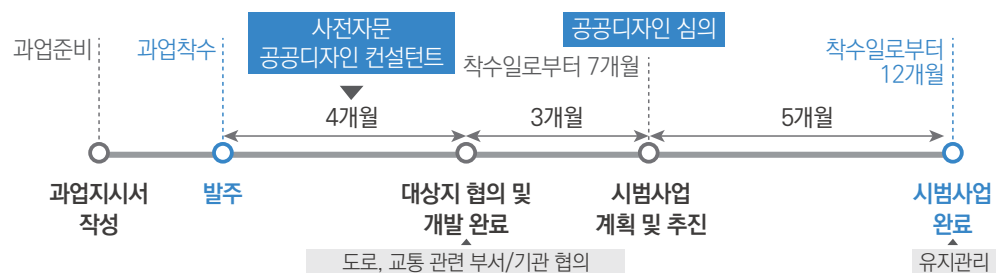 과업준비
과업착수
사전자문
공공디자인 컨설턴트
공공디자인 심의
착수일로부터 7개월
착수일로부터
12개월
4개월
3개월
5개월
과업지시서
작성
발주
대상지 협의 및
개발 완료
시범사업
계획 및 추진
시범사업
완료
도로, 교통 관련 부서/기관 협의
유지관리